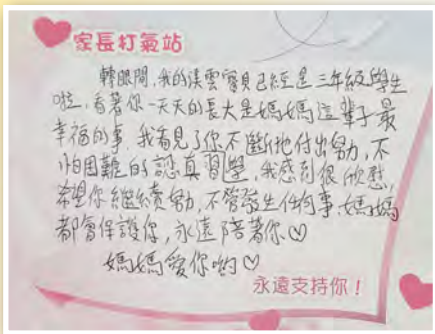 家長打氣站
轉眼間,我的漢雲寶貝已經是三年級學生
啦,看著你一天天的長大是媽媽這輩子最
幸福的事,我看見了你不斷地付出努力,不
怕困難的認真習學,我感到很欣慰,
希望你繼續努力,不管發生任何事,媽媽
都會保護你,永遠陪著你♡
媽媽愛你喲♡
永遠支持你!